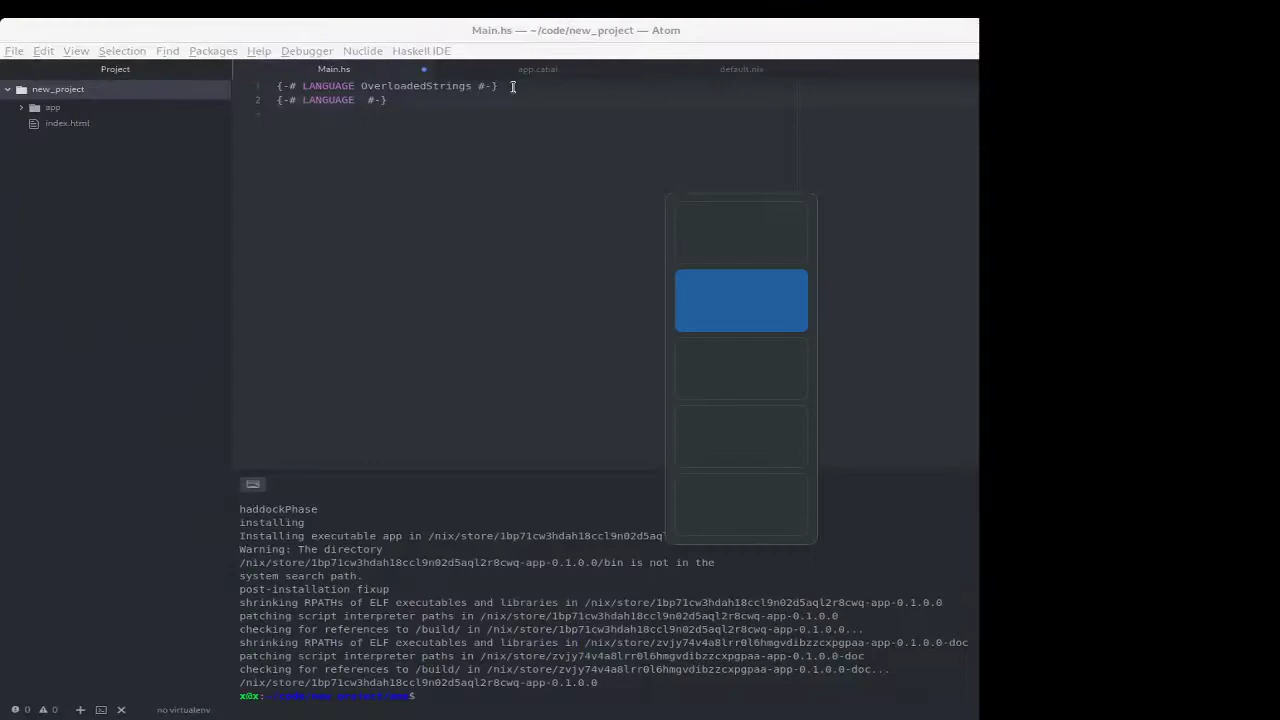 Main.hs — ~/code/new_project — Atom
File Edit View Selection Find Packages Help Debugger Nuclide Haskell IDE
Project Main.hs app.cabal default.nix
new_project
app
index.html
1 {-# LANGUAGE OverloadedStrings #-}
2 {-# LANGUAGE  #-}
haddockPhase
installing
Installing executable app in /nix/store/1bp71cw3hdah18ccl9n02d5aql
Warning: The directory
/nix/store/1bp71cw3hdah18ccl9n02d5aql2r8cwq-app-0.1.0.0/bin is not in the
system search path.
post-installation fixup
shrinking RPATHs of ELF executables and libraries in /nix/store/1bp71cw3hdah18ccl9n02d5aql2r8cwq-app-0.1.0.0
patching script interpreter paths in /nix/store/1bp71cw3hdah18ccl9n02d5aql2r8cwq-app-0.1.0.0
checking for references to /build/ in /nix/store/1bp71cw3hdah18ccl9n02d5aql2r8cwq-app-0.1.0.0...
shrinking RPATHs of ELF executables and libraries in /nix/store/zvjy74v4a8lrr0l6hmgvdibzzcxpgpaa-app-0.1.0.0-doc
patching script interpreter paths in /nix/store/zvjy74v4a8lrr0l6hmgvdibzzcxpgpaa-app-0.1.0.0-doc
checking for references to /build/ in /nix/store/zvjy74v4a8lrr0l6hmgvdibzzcxpgpaa-app-0.1.0.0-doc...
/nix/store/1bp71cw3hdah18ccl9n02d5aql2r8cwq-app-0.1.0.0
x@x: $
0 0 no virtualenv